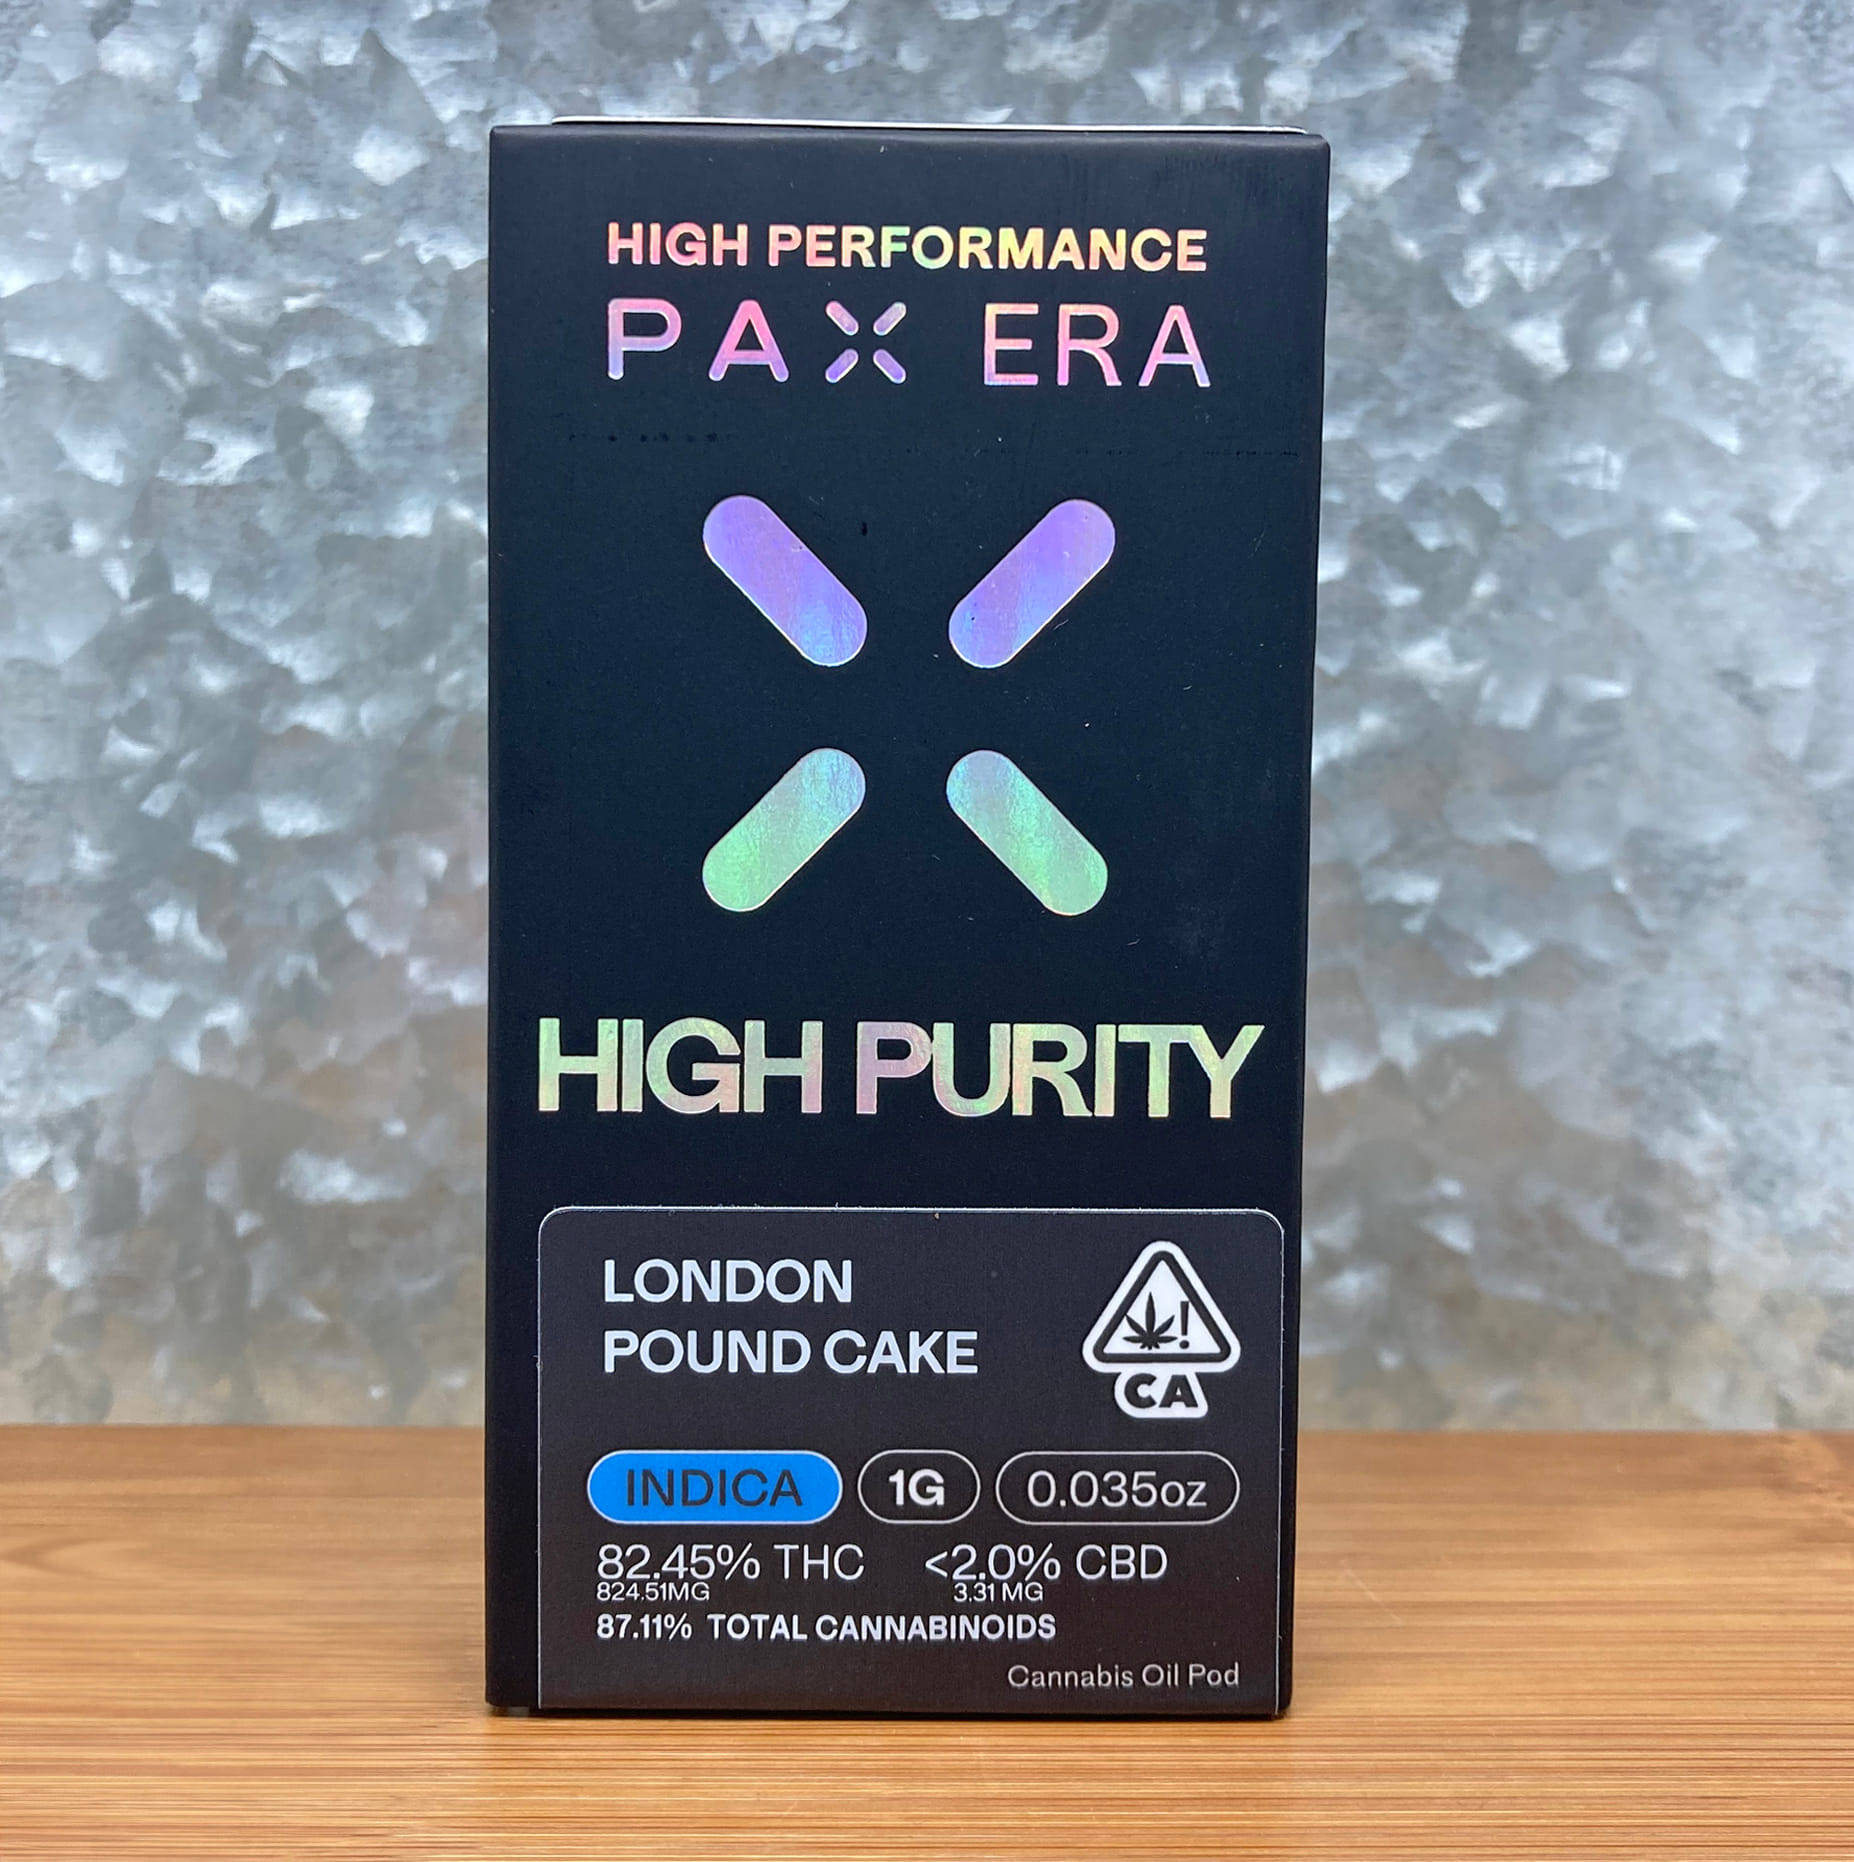 HIGH PERFORMANCE
PAX ERA
HIGH PURITY
LONDON
POUND CAKE
!
CA
INDICA 1G 0.035oz
82.45% THC <2.0% CBD
824.51MG 3.31 MG
87.11% TOTAL CANNABINOIDS
Cannabis Oil Pod